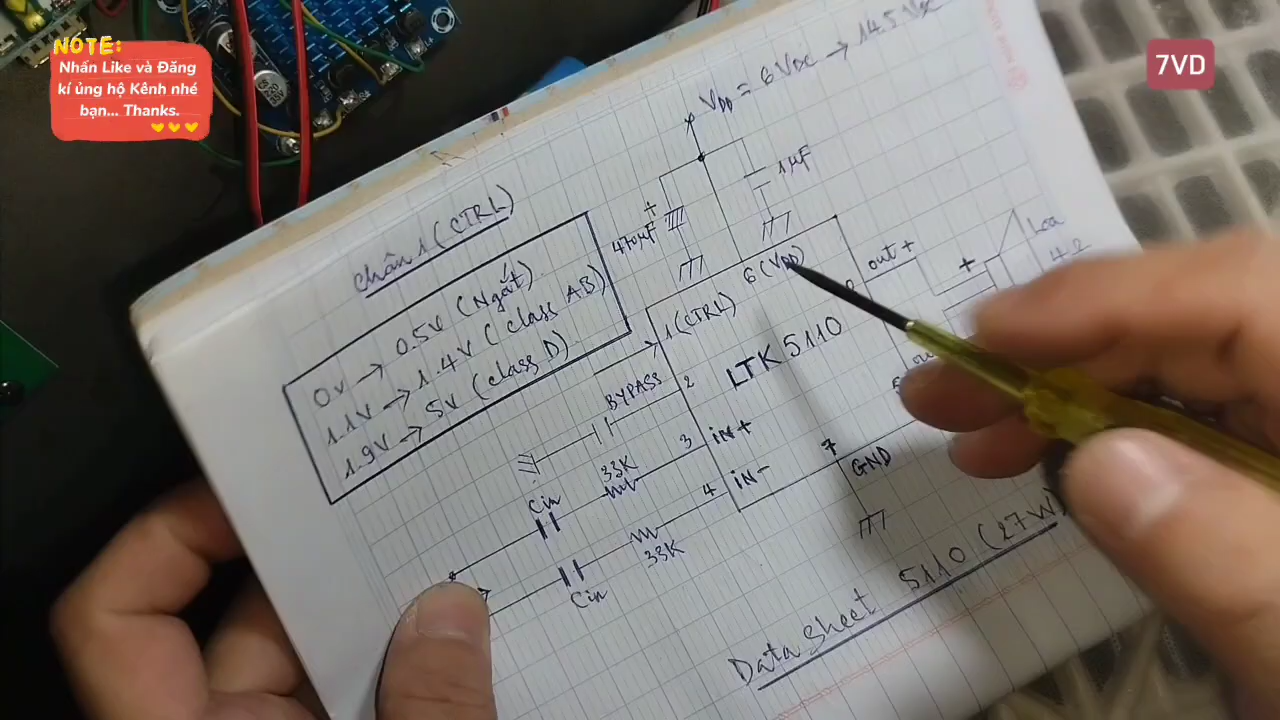 NOTE:
Nhấn Like và Đăng
kí ủng hộ Kênh nhé
bạn... Thanks.
7VD
VDD = 6VDC → 14.5VDC
Chân 1 (CTRL)
0V → 0.5V (Ngắt)
1.1V → 1.4V (Class AB)
1.9V → 5V (class D)
+
470µF
1µF
6 (VDD)
1 (CTRL)
LTK 5110
out+
+
Loa
BYPASS
2
33K
3
iN+
Cin
4
iN-
33K
Cin
7
GND
Data Sheet 5110 (27W)